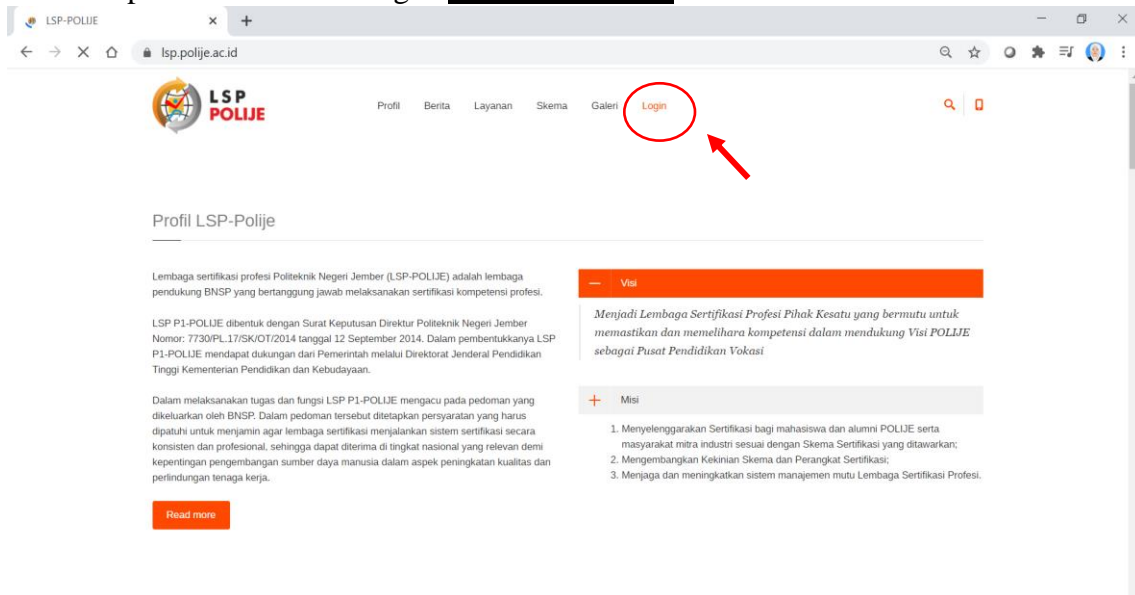 LSP-POLIJE
lsp.polije.ac.id
LSP
POLIJE
Profil Berita Layanan Skema Galeri Login
Profil LSP-Polije
Lembaga sertifikasi profesi Politeknik Negeri Jember (LSP-POLIJE) adalah lembaga
pendukung BNSP yang bertanggung jawab melaksanakan sertifikasi kompetensi profesi.
LSP P1-POLIJE dibentuk dengan Surat Keputusan Direktur Politeknik Negeri Jember
Nomor: 7730/PL.17/SK/OT/2014 tanggal 12 September 2014. Dalam pembentukkanya LSP
P1-POLIJE mendapat dukungan dari Pemerintah melalui Direktorat Jenderal Pendidikan
Tinggi Kementerian Pendidikan dan Kebudayaan.
Dalam melaksanakan tugas dan fungsi LSP P1-POLIJE mengacu pada pedoman yang
dikeluarkan oleh BNSP. Dalam pedoman tersebut ditetapkan persyaratan yang harus
dipatuhi untuk menjamin agar lembaga sertifikasi menjalankan sistem sertifikasi secara
konsisten dan profesional, sehingga dapat diterima di tingkat nasional yang relevan demi
kepentingan pengembangan sumber daya manusia dalam aspek peningkatan kualitas dan
perlindungan tenaga kerja.
Read more
Visi
Menjadi Lembaga Sertifikasi Profesi Pihak Kesatu yang bermutu untuk
memastikan dan memelihara kompetensi dalam mendukung Visi POLIJE
sebagai Pusat Pendidikan Vokasi
Misi
1. Menyelenggarakan Sertifikasi bagi mahasiswa dan alumni POLIJE serta
masyarakat mitra industri sesuai dengan Skema Sertifikasi yang ditawarkan;
2. Mengembangkan Kekinian Skema dan Perangkat Sertifikasi;
3. Menjaga dan meningkatkan sistem manajemen mutu Lembaga Sertifikasi Profesi.